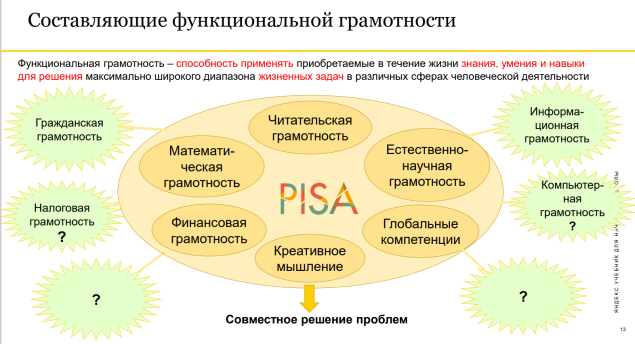 Составляющие функциональной грамотности
Функциональная грамотность – способность применять приобретаемые в течение жизни знания, умения и навыки
для решения максимально широкого диапазона жизненных задач в различных сферах человеческой деятельности
Гражданская
грамотность
Читательская
грамотность
Информа-
ционная
грамотность
Математи-
ческая
грамотность
Естественно-
научная
грамотность
PISA
Налоговая
грамотность
?
Компьютер-
ная
грамотность
?
Финансовая
грамотность
Глобальные
компетенции
Креативное
мышление
?
?
Совместное решение проблем
ЯНДЕКС.УЧЕБНИК ДЛЯ
13